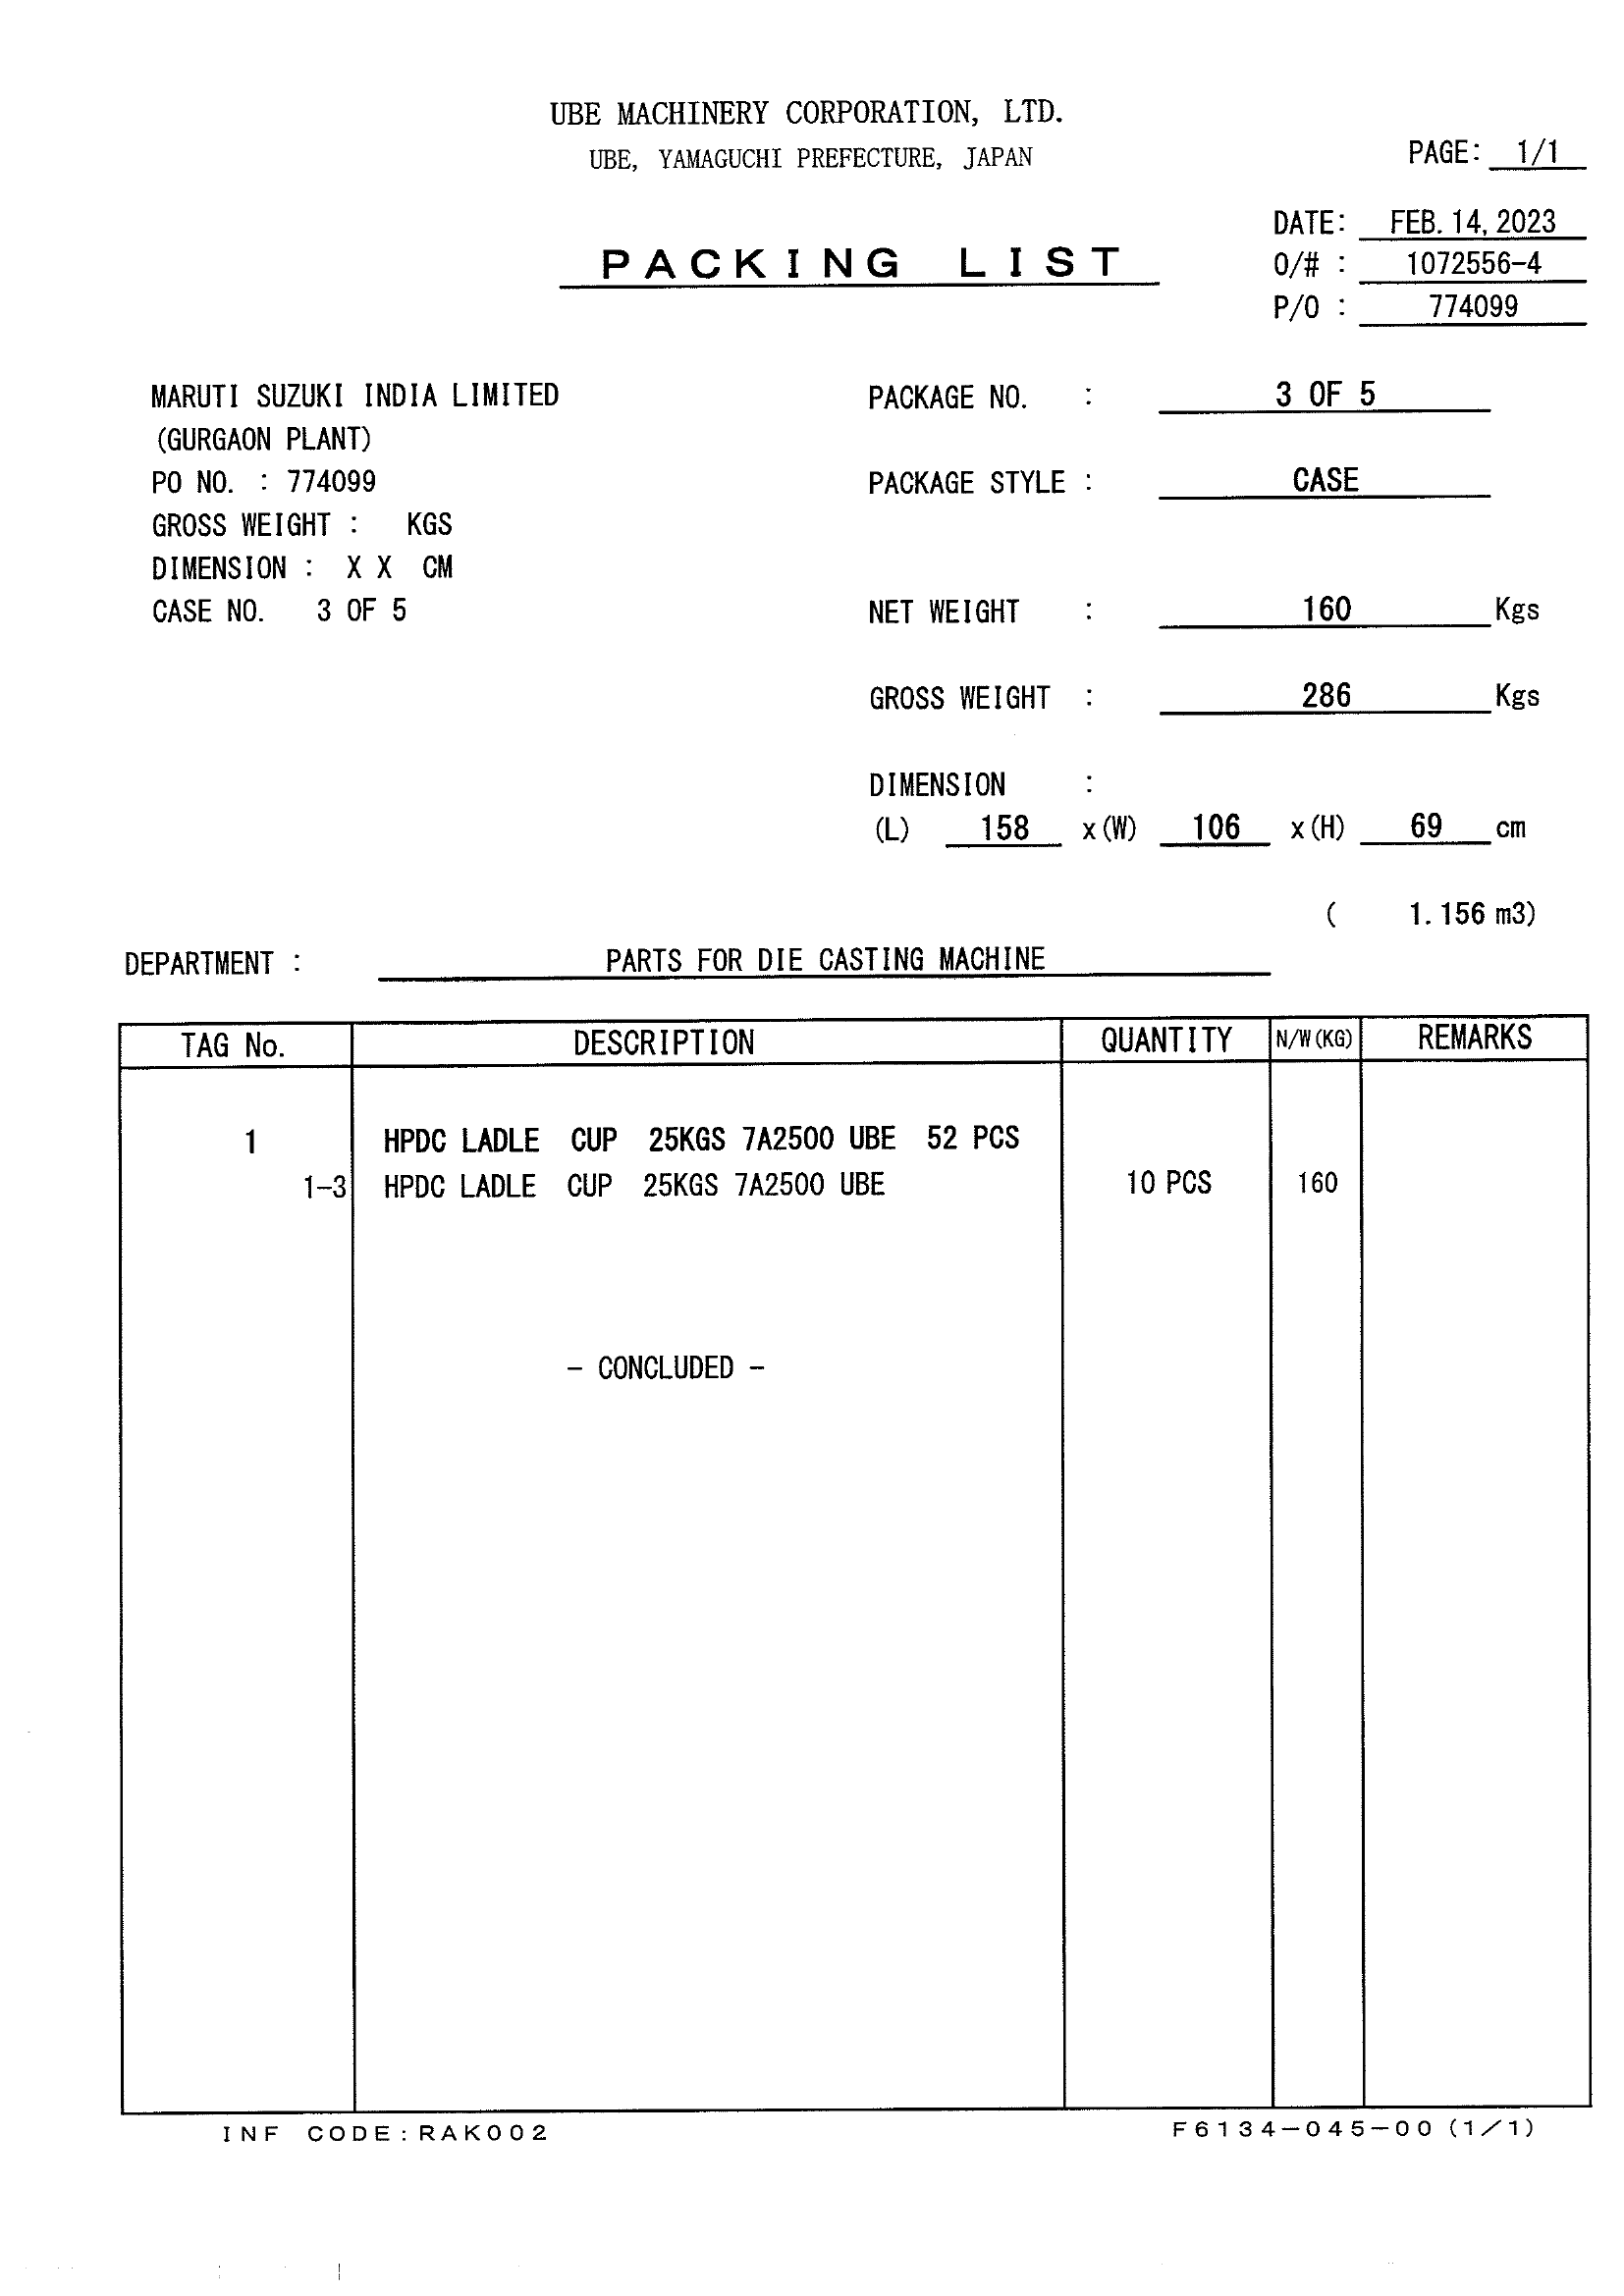 UBE MACHINERY CORPORATION, LTD.
UBE, YAMAGUCHI PREFECTURE, JAPAN
PAGE: 1/1
PACKING LIST
DATE: FEB. 14, 2023
O/# : 1072556-4
P/O : 774099
MARUTI SUZUKI INDIA LIMITED
(GURGAON PLANT)
PO NO. : 774099
GROSS WEIGHT : KGS
DIMENSION : X X CM
CASE NO. 3 OF 5
PACKAGE NO. : 3 OF 5
PACKAGE STYLE : CASE
NET WEIGHT : 160 Kgs
GROSS WEIGHT : 286 Kgs
DIMENSION :
(L) 158 x(W) 106 x(H) 69 cm
( 1.156 m3)
DEPARTMENT : PARTS FOR DIE CASTING MACHINE
TAG No. DESCRIPTION QUANTITY N/W(KG) REMARKS
1 HPDC LADLE CUP 25KGS 7A2500 UBE 52 PCS
1-3 HPDC LADLE CUP 25KGS 7A2500 UBE 10 PCS 160
- CONCLUDED -
INF CODE:RAK002 F6134-045-00 (1/1)